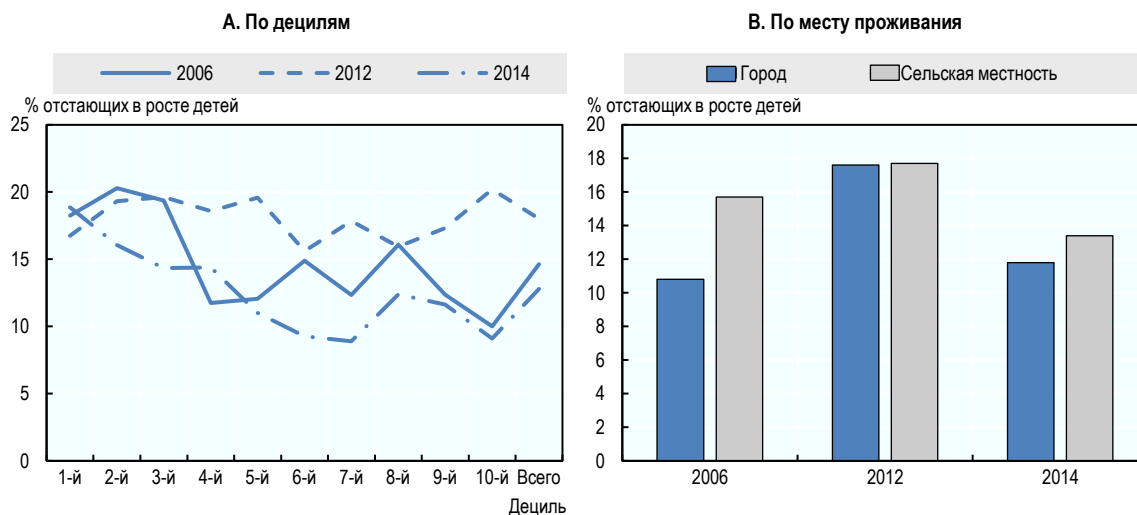 А. По децилям
2006 2012 2014
% отстающих в росте детей
25
20
15
10
5
0
1-й 2-й 3-й 4-й 5-й 6-й 7-й 8-й 9-й 10-й Всего
Дециль
В. По месту проживания
Город Сельская местность
% отстающих в росте детей
20
18
16
14
12
10
8
6
4
2
0
2006 2012 2014